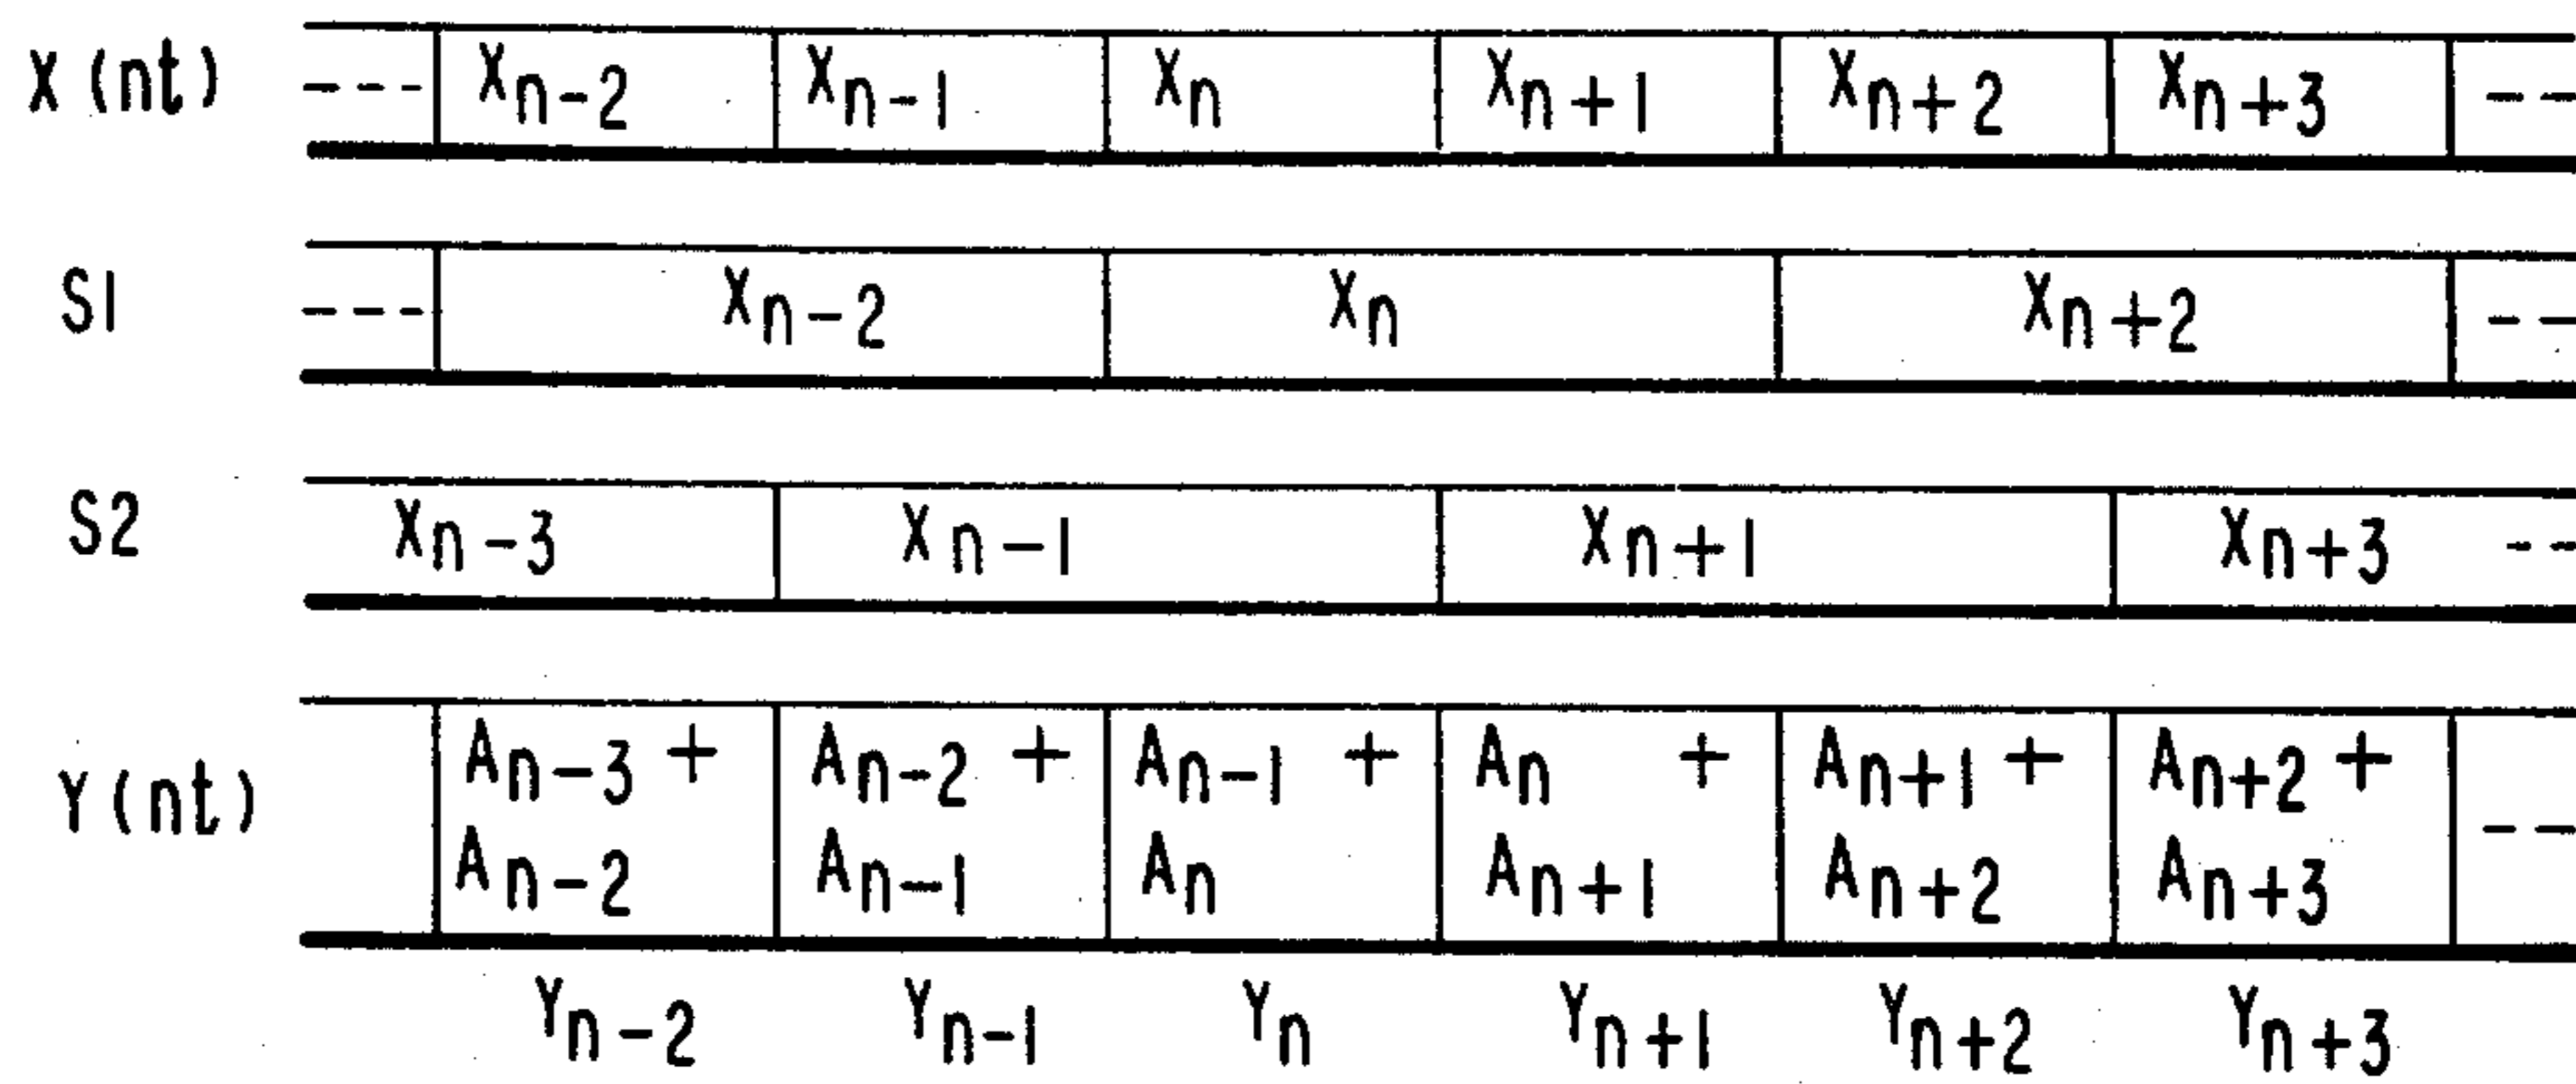 X (nt) --- Xn-2 Xn-1 Xn Xn+1 Xn+2 Xn+3 --
S1 --- Xn-2 Xn Xn+2 --
S2 Xn-3 Xn-1 Xn+1 Xn+3 --
Y (nt) An-3 + An-2 + An-1 + An + An+1 + An+2 + --
An-2 An-1 An An+1 An+2 An+3
Yn-2 Yn-1 Yn Yn+1 Yn+2 Yn+3